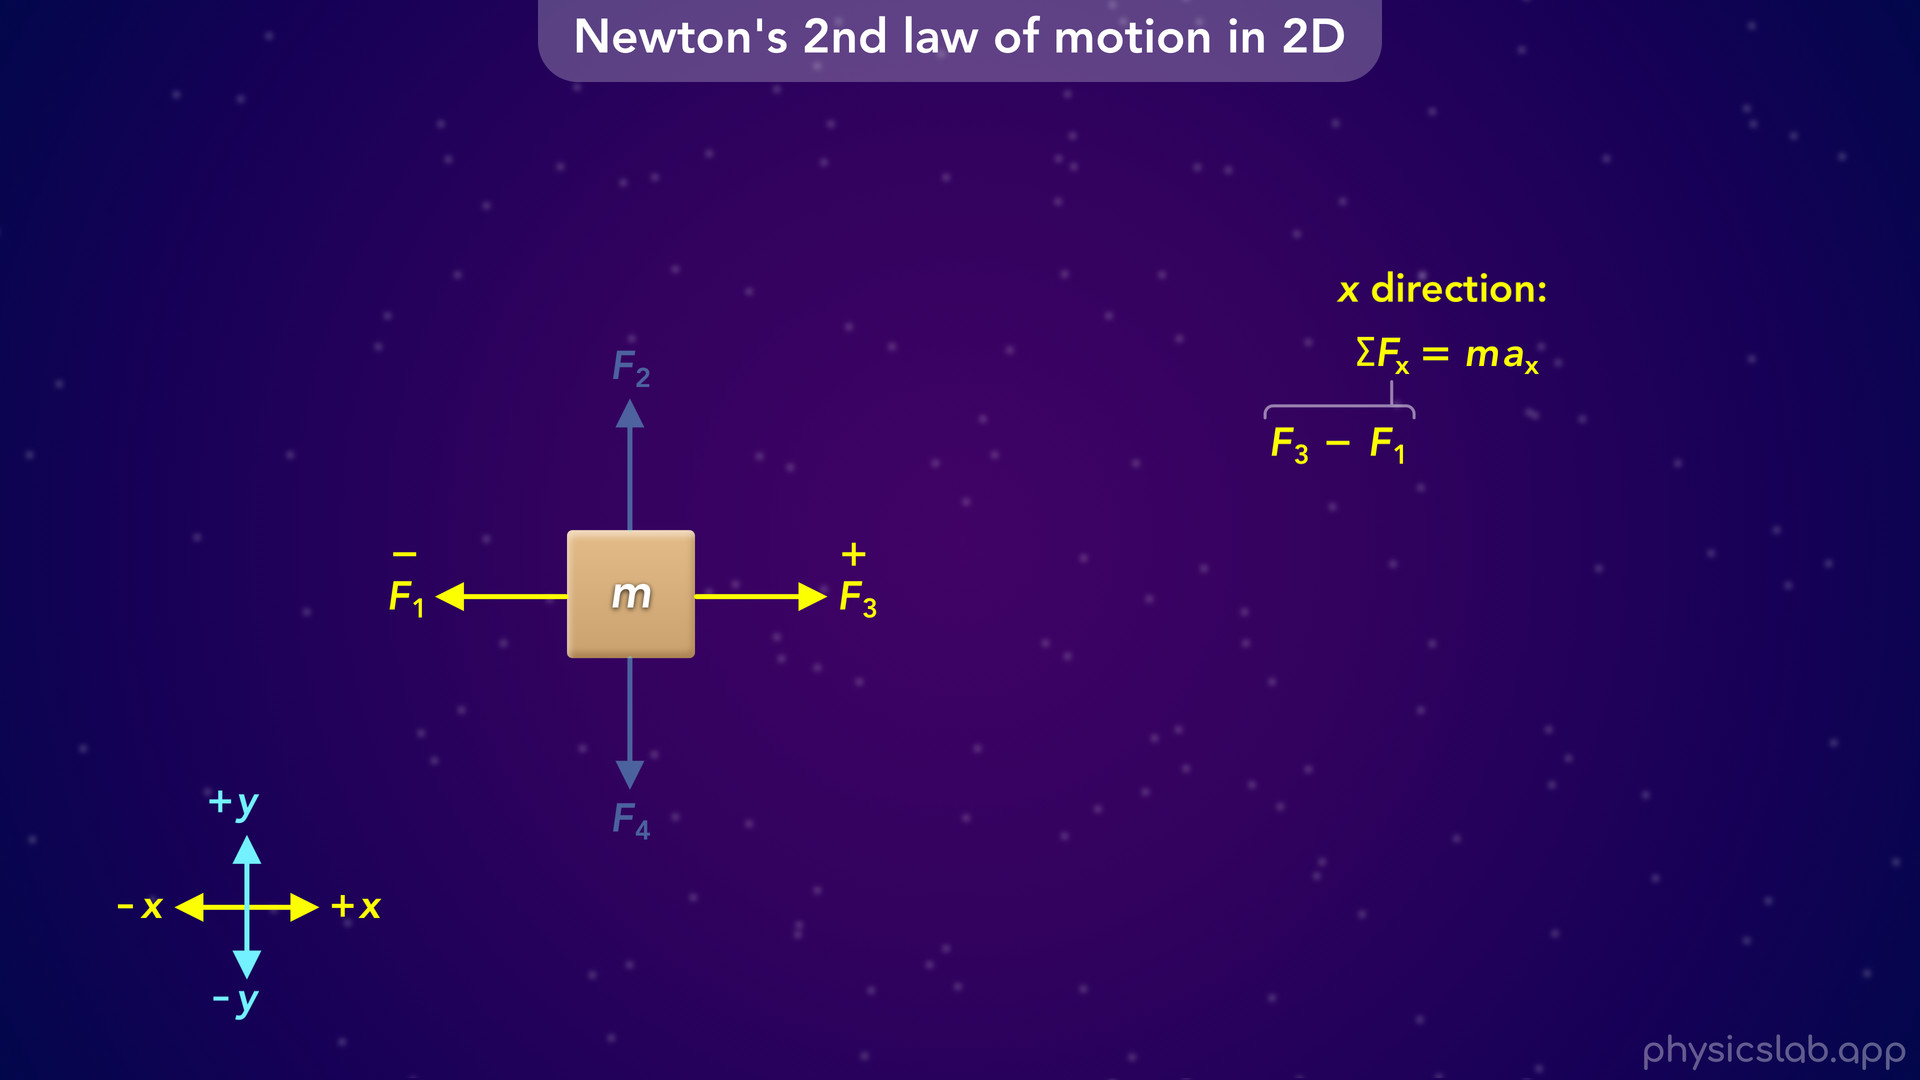 Newton's 2nd law of motion in 2D
x direction:
ΣFₓ = maₓ
F₃ − F₁
F₂
−
F₁
m
+
F₃
F₄
+y
−x
+x
−y
physicslab.app